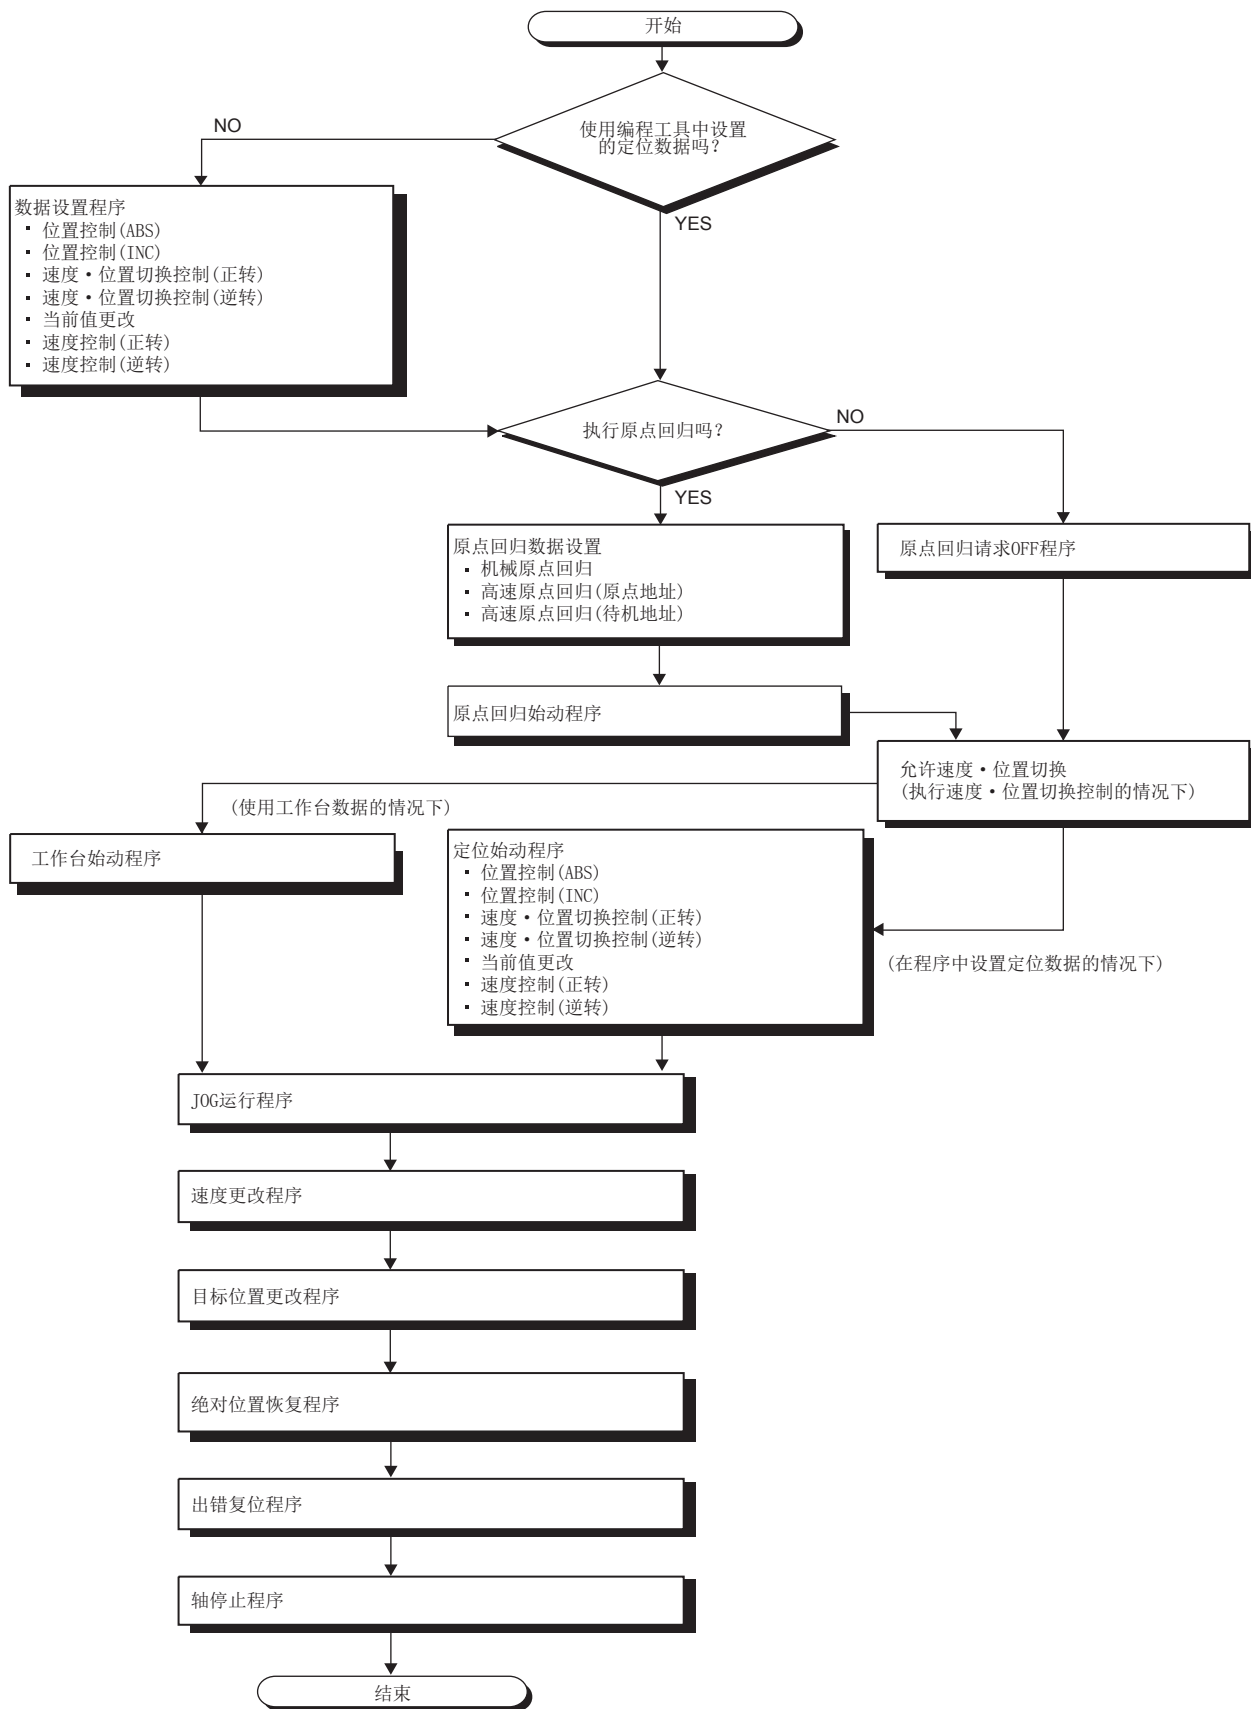 开始
使用编程工具中设置
的定位数据吗？
NO
YES
数据设置程序
▪ 位置控制(ABS)
▪ 位置控制(INC)
▪ 速度·位置切换控制(正转)
▪ 速度·位置切换控制(逆转)
▪ 当前值更改
▪ 速度控制(正转)
▪ 速度控制(逆转)
执行原点回归吗？
NO
YES
原点回归数据设置
▪ 机械原点回归
▪ 高速原点回归(原点地址)
▪ 高速原点回归(待机地址)
原点回归请求OFF程序
原点回归始动程序
允许速度·位置切换
(执行速度·位置切换控制的情况下)
(使用工作台数据的情况下)
工作台始动程序
定位始动程序
▪ 位置控制(ABS)
▪ 位置控制(INC)
▪ 速度·位置切换控制(正转)
▪ 速度·位置切换控制(逆转)
▪ 当前值更改
▪ 速度控制(正转)
▪ 速度控制(逆转)
(在程序中设置定位数据的情况下)
JOG运行程序
速度更改程序
目标位置更改程序
绝对位置恢复程序
出错复位程序
轴停止程序
结束